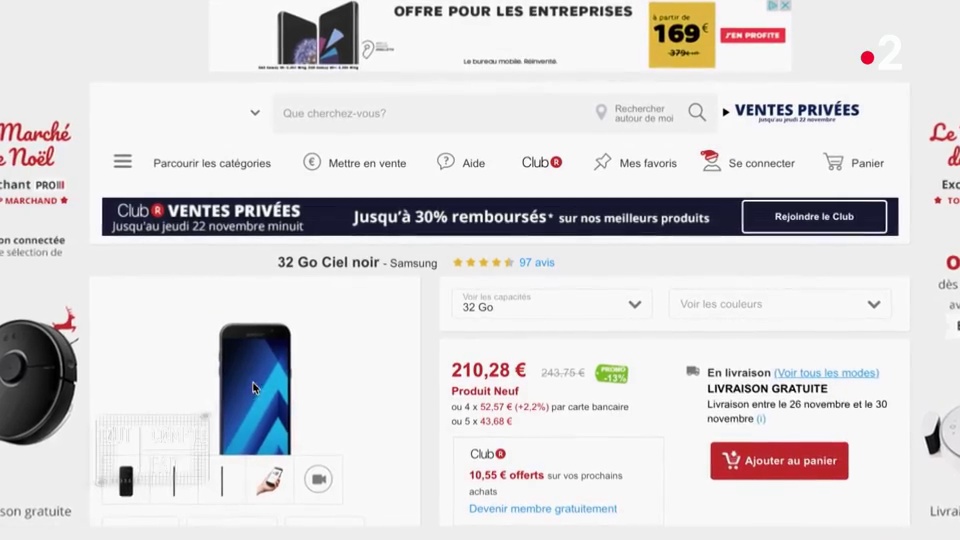 OFFRE POUR LES ENTREPRISES
à partir de
169€
379€
J'EN PROFITE
Le bureau mobile. Réinventé.
2
Marché
Noël
chant PRO
MARCHAND
on connectée
e sélection de
son gratuite
Que cherchez-vous?
Rechercher
autour de moi
VENTES PRIVÉES
Jusqu'au jeudi 22 novembre
Parcourir les catégories
Mettre en vente
Aide
Club R
Mes favoris
Se connecter
Panier
Club R VENTES PRIVÉES
Jusqu'au jeudi 22 novembre minuit
Jusqu'à 30% remboursés* sur nos meilleurs produits
Rejoindre le Club
32 Go Ciel noir - Samsung
97 avis
Voir les capacités
32 Go
Voir les couleurs
210,28 €
243,75 €
PROMO
-13%
Produit Neuf
ou 4 x 52,57 € (+2,2%) par carte bancaire
ou 5 x 43,68 €
Club R
10,55 € offerts sur vos prochains
achats
Devenir membre gratuitement
En livraison (Voir tous les modes)
LIVRAISON GRATUITE
Livraison entre le 26 novembre et le 30
novembre (i)
Ajouter au panier
Le
Exc
TO
dès
av
Livrai